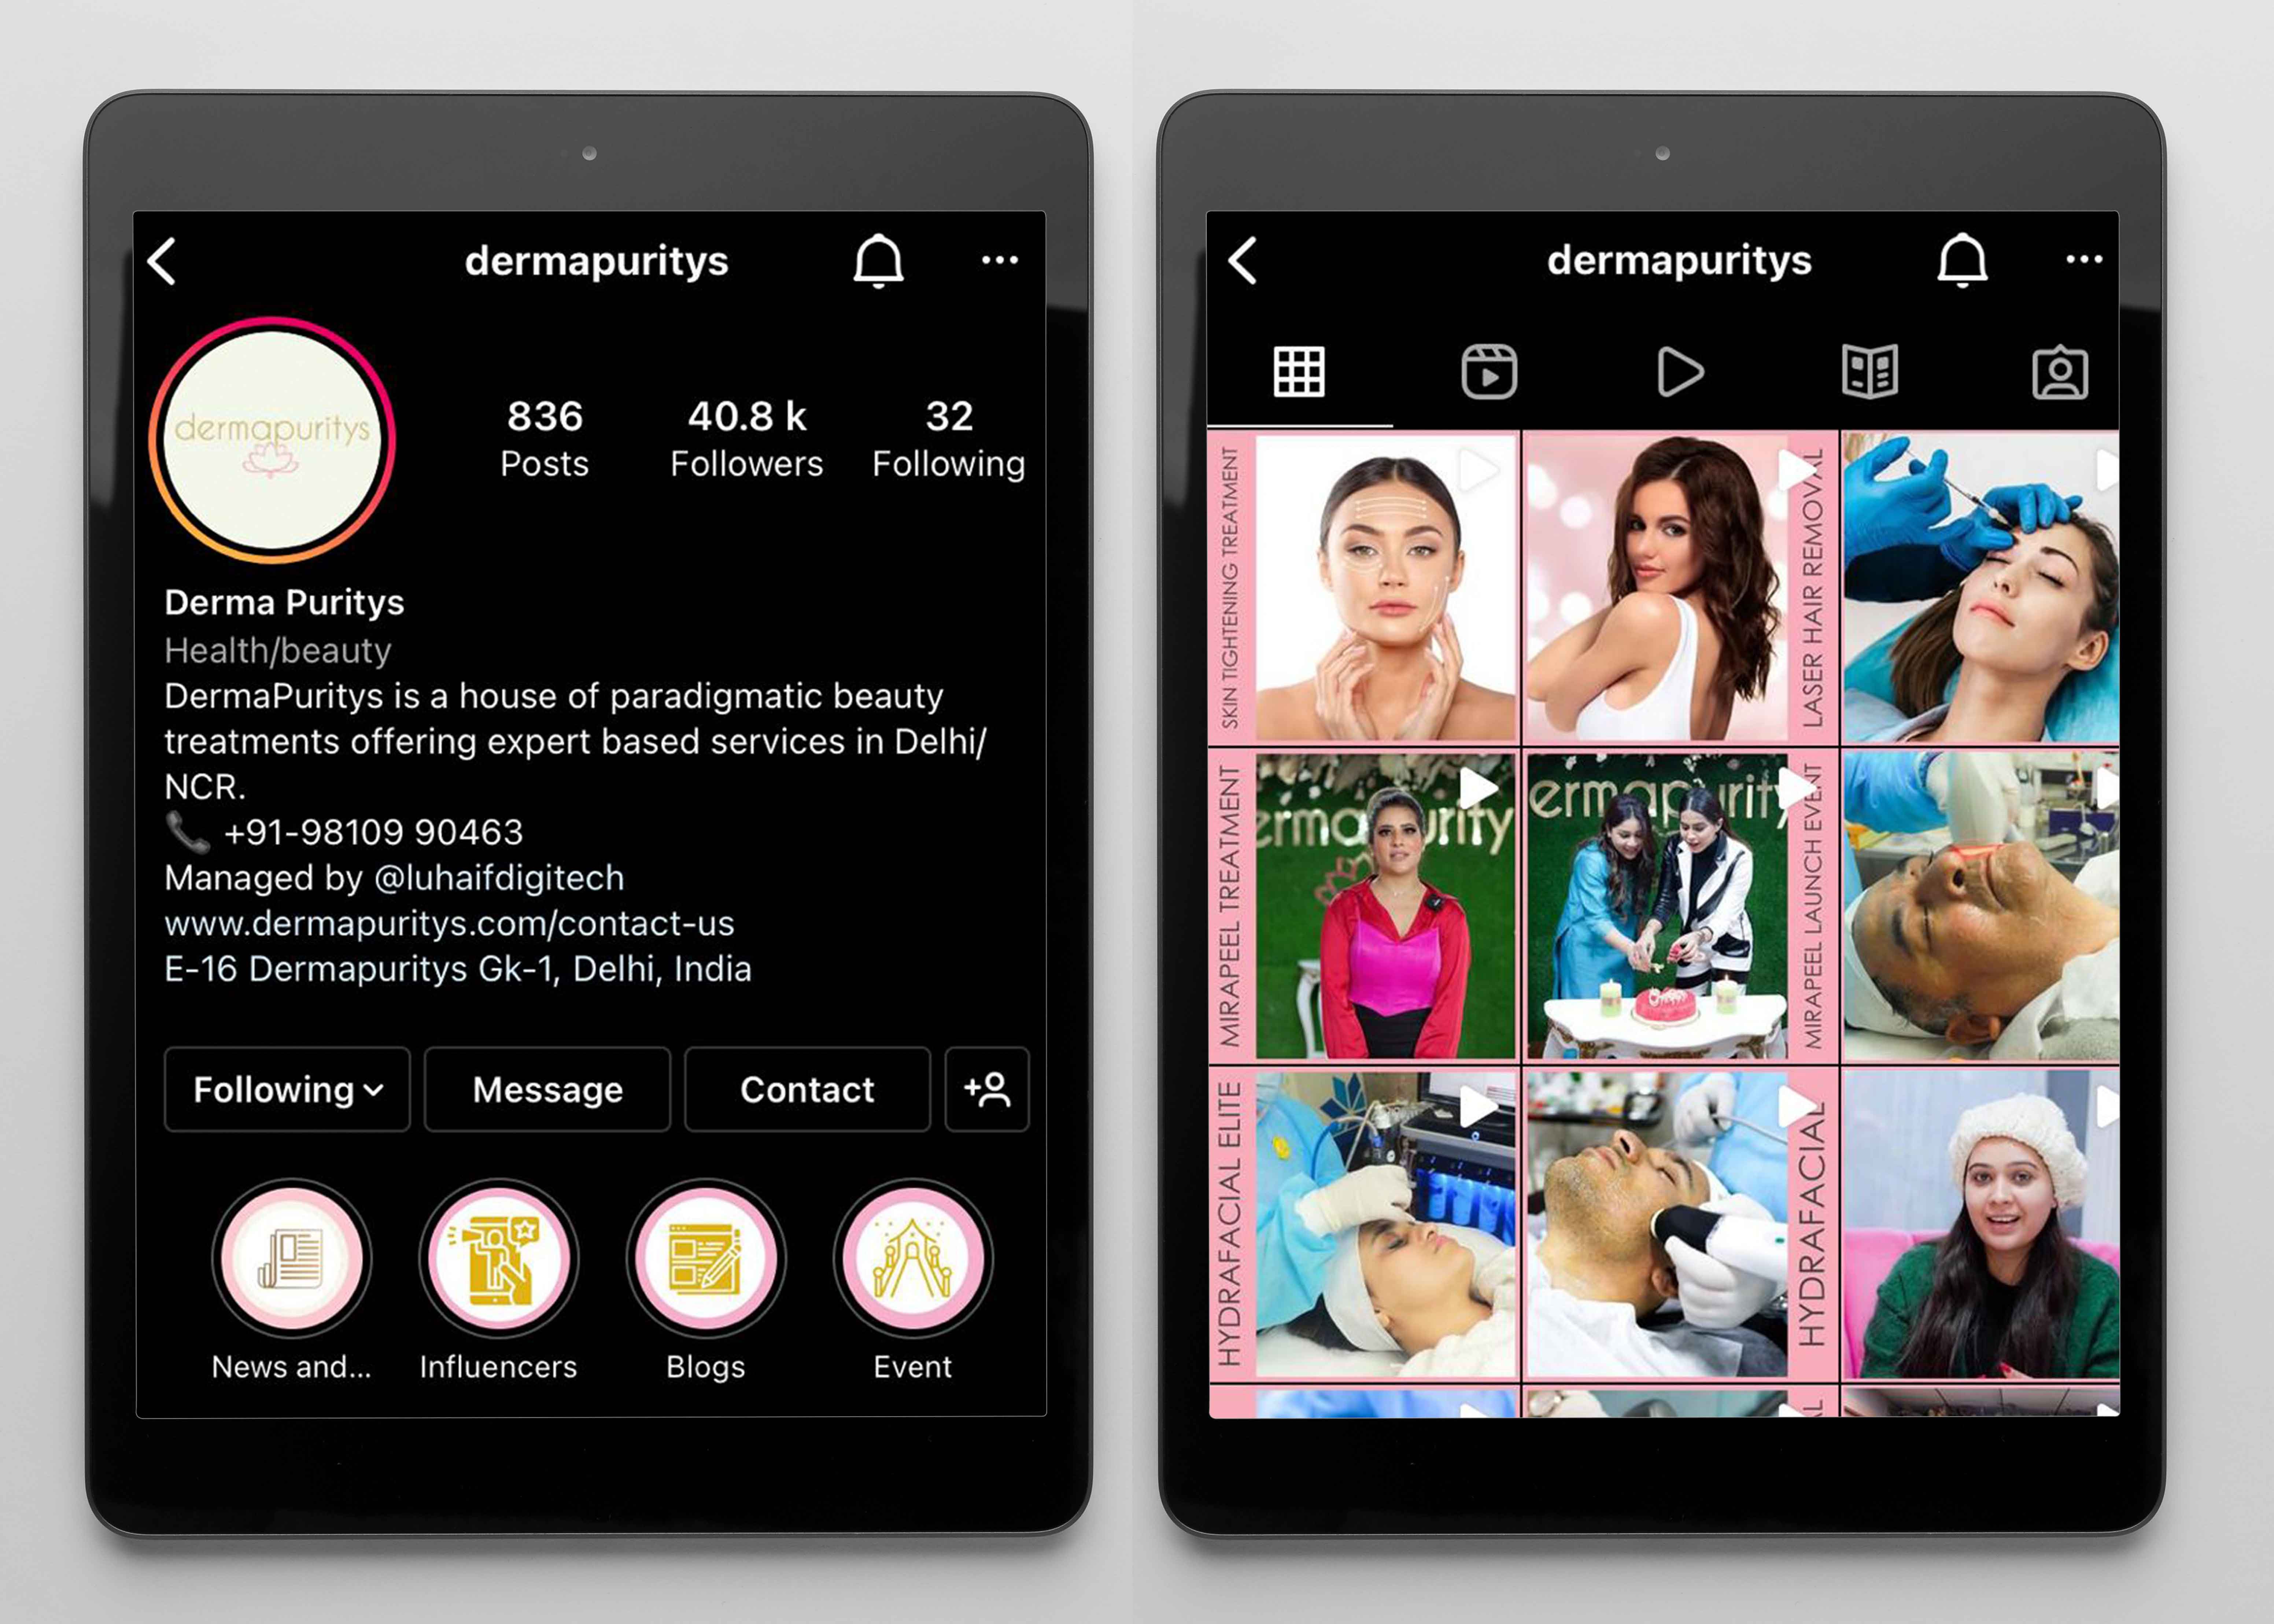 dermapuritys
dermapuritys
836
Posts
40.8 k
Followers
32
Following
Derma Puritys
Health/beauty
DermaPuritys is a house of paradigmatic beauty
treatments offering expert based services in Delhi/
NCR.
+91-98109 90463
Managed by @luhaifdigitech
www.dermapuritys.com/contact-us
E-16 Dermapuritys Gk-1, Delhi, India
Following
Message
Contact
News and...
Influencers
Blogs
Event
dermapuritys
SKIN TIGHTENING TREATMENT
LASER HAIR REMOVAL
MIRAPEEL TREATMENT
ermapurity
ermapurity
MIRAPEEL LAUNCH EVENT
HYDRAFACIAL ELITE
HYDRAFACIAL